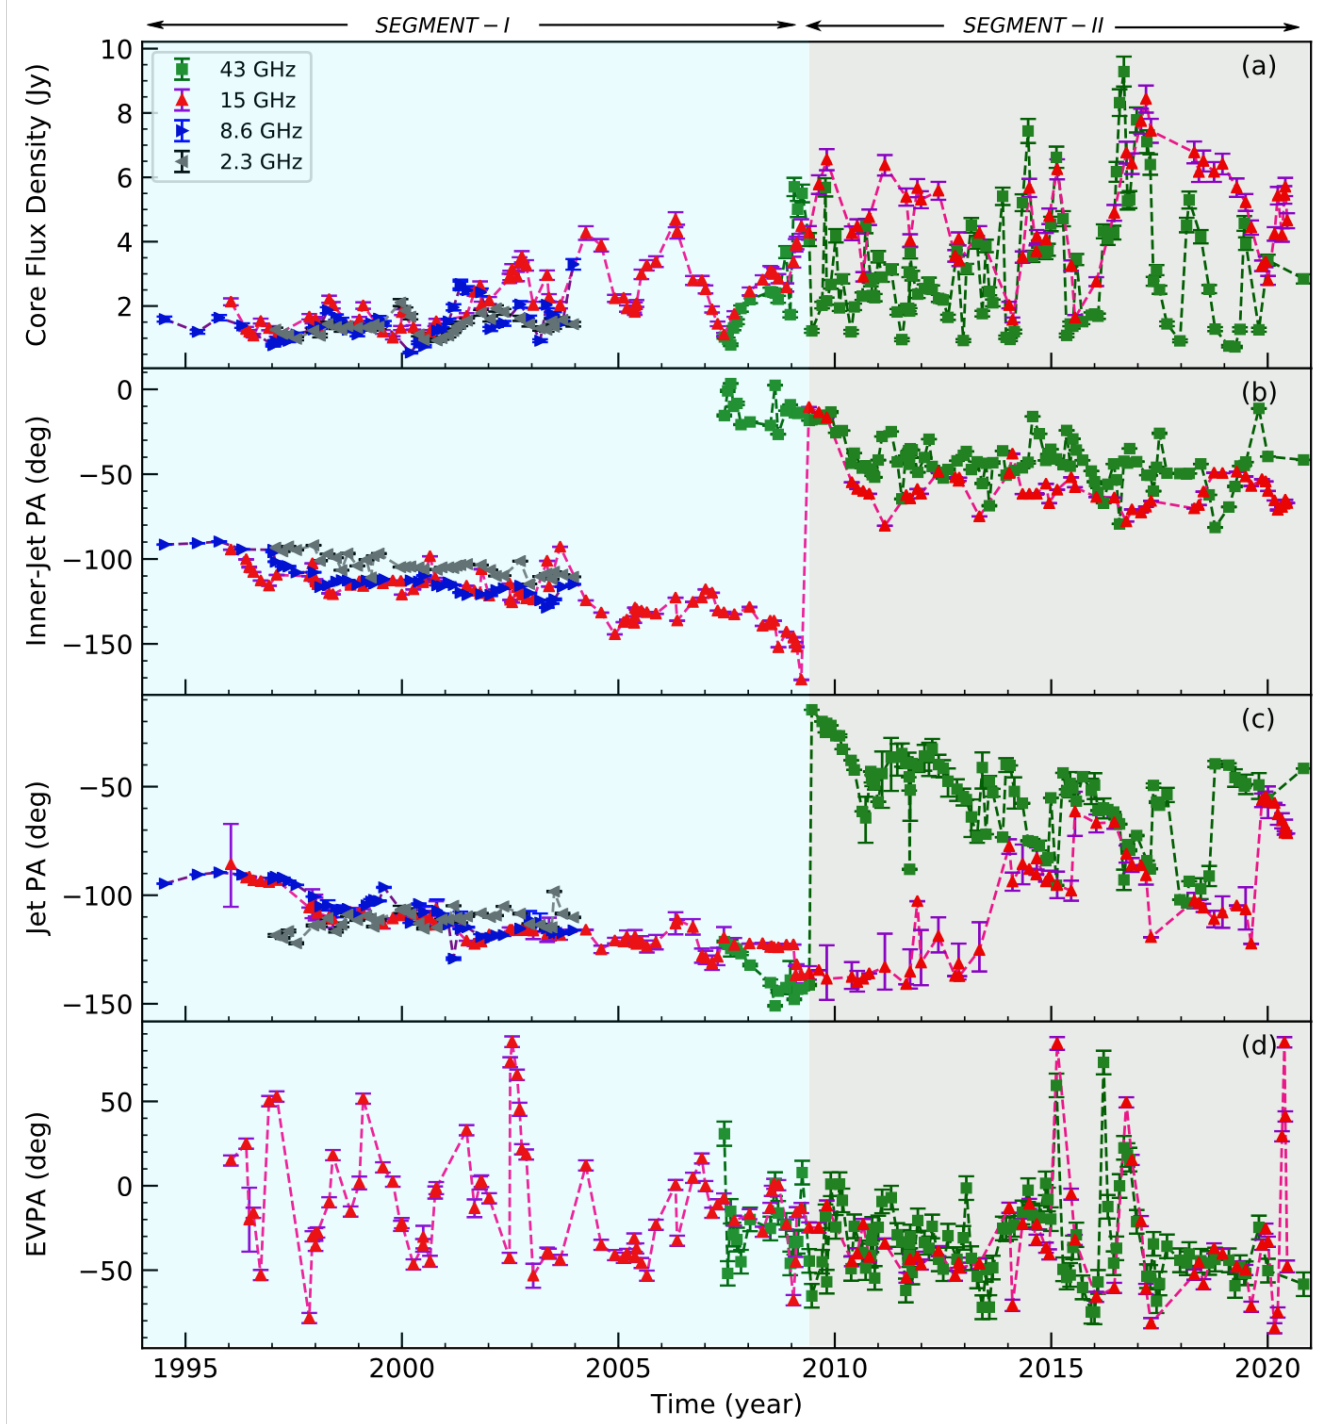 SEGMENT – I SEGMENT – II
(a)
43 GHz
15 GHz
8.6 GHz
2.3 GHz
Core Flux Density (Jy)
10
8
6
4
2
(b)
Inner-Jet PA (deg)
0
−50
−100
−150
(c)
Jet PA (deg)
−50
−100
−150
(d)
EVPA (deg)
50
0
−50
1995 2000 2005 2010 2015 2020
Time (year)